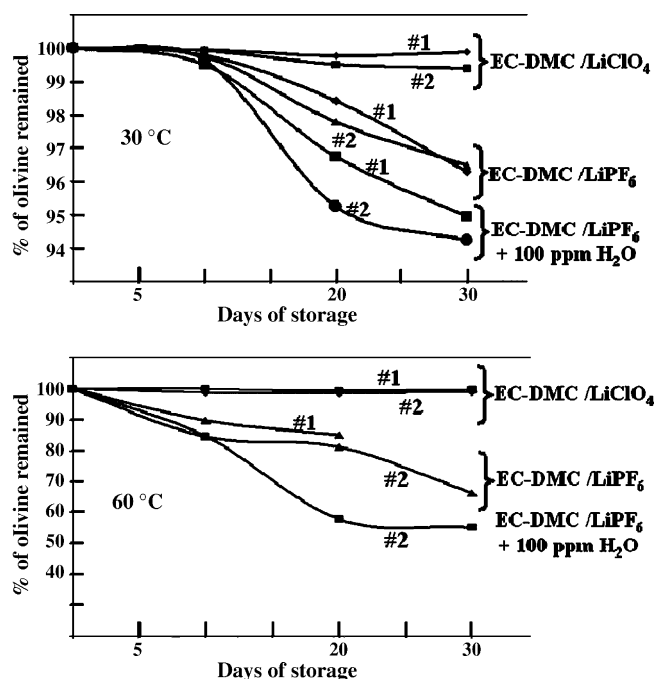 % of olivine remained
100
99
98
97
96
95
94
30 °C
#1
#2
#1
#2
#1
#2
EC-DMC /LiClO₄
EC-DMC /LiPF₆
EC-DMC /LiPF₆
+ 100 ppm H₂O
5
20
30
Days of storage
% of olivine remained
100
90
80
70
60
50
40
60 °C
#1
#2
#1
#2
#2
EC-DMC /LiClO₄
EC-DMC /LiPF₆
EC-DMC /LiPF₆
+ 100 ppm H₂O
5
20
30
Days of storage